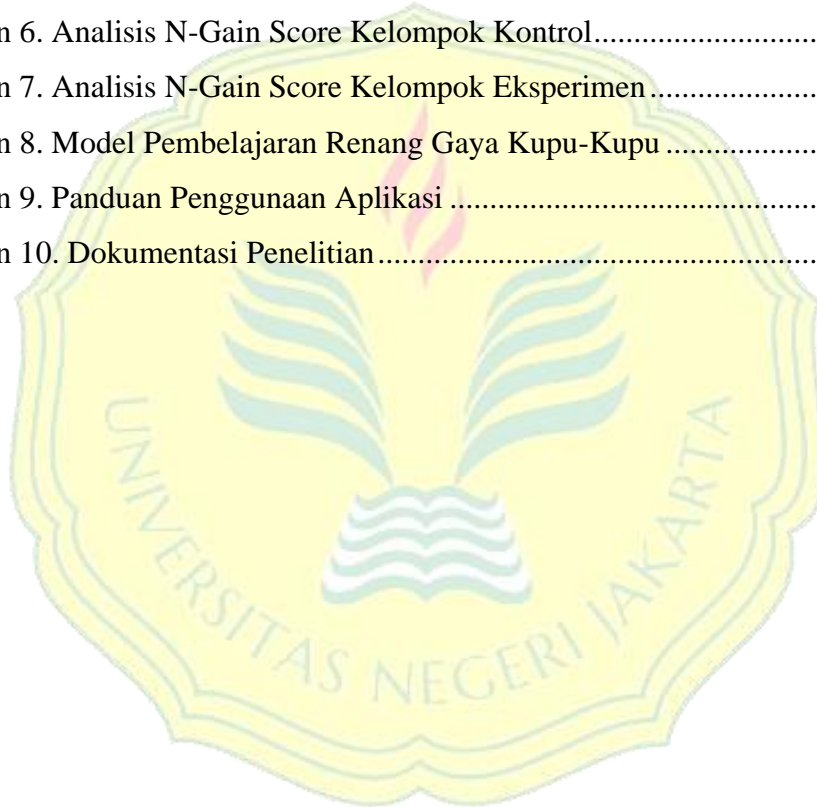 n 6. Analisis N-Gain Score Kelompok Kontrol............................
n 7. Analisis N-Gain Score Kelompok Eksperimen.....................
n 8. Model Pembelajaran Renang Gaya Kupu-Kupu...................
n 9. Panduan Penggunaan Aplikasi..............................................
n 10. Dokumentasi Penelitian.......................................................
UNIVERSITAS NEGERI JAKARTA